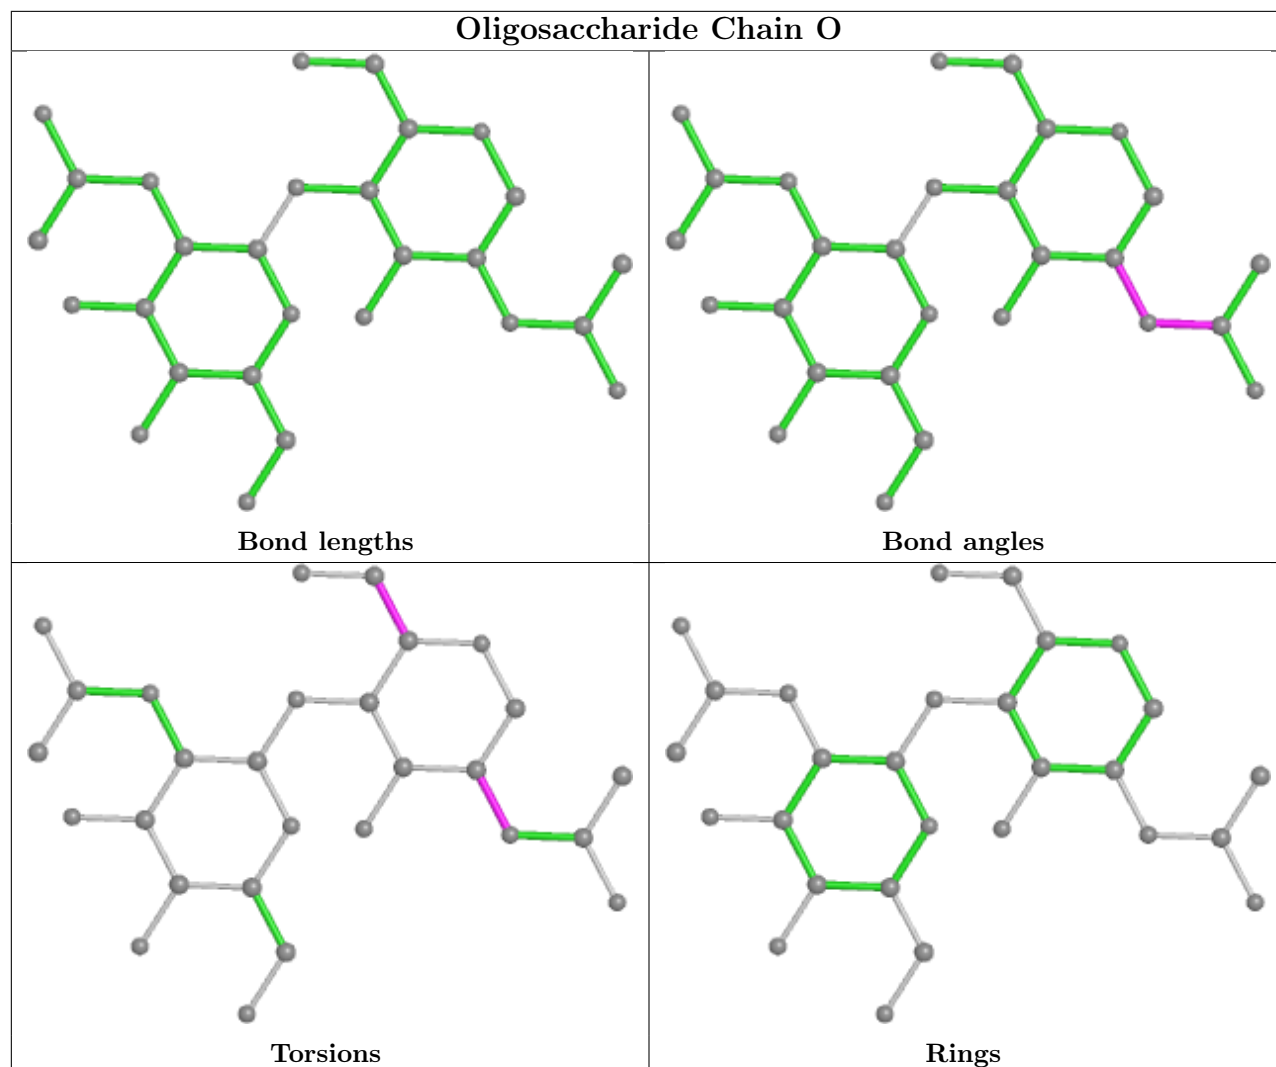 Oligosaccharide Chain O
Bond lengths
Bond angles
Torsions
Rings